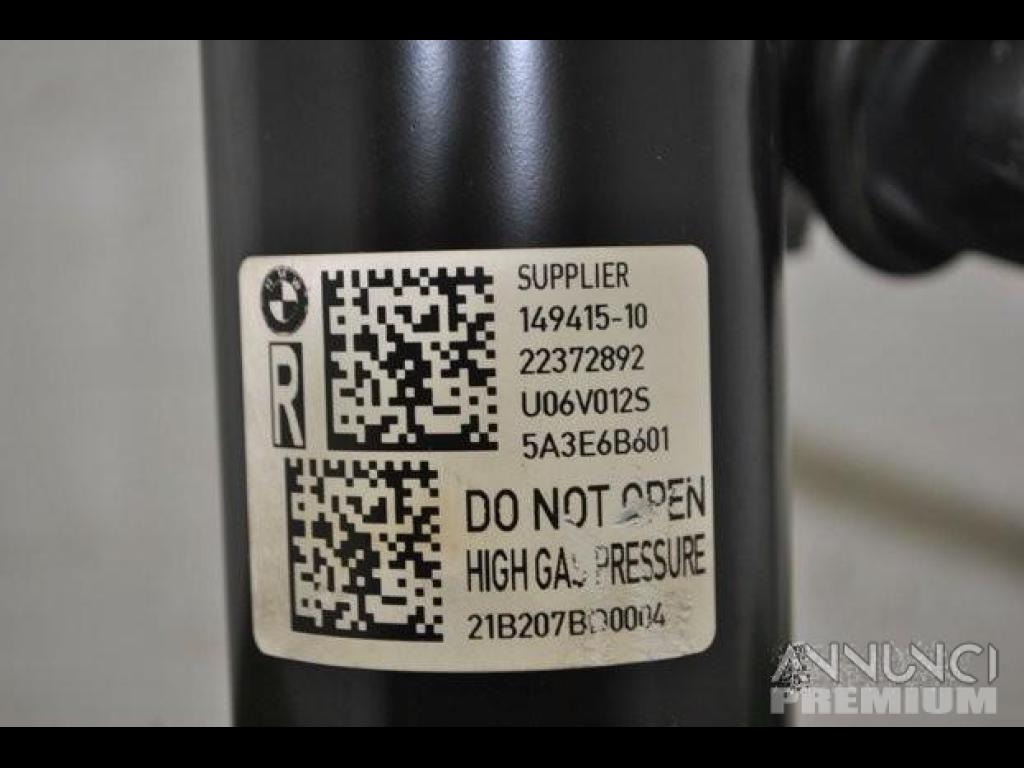 SUPPLIER
149415-10
22372892
U06V012S
5A3E6B601
R
DO NOT OPEN
HIGH GAS PRESSURE
ANNUNCI
PREMIUM